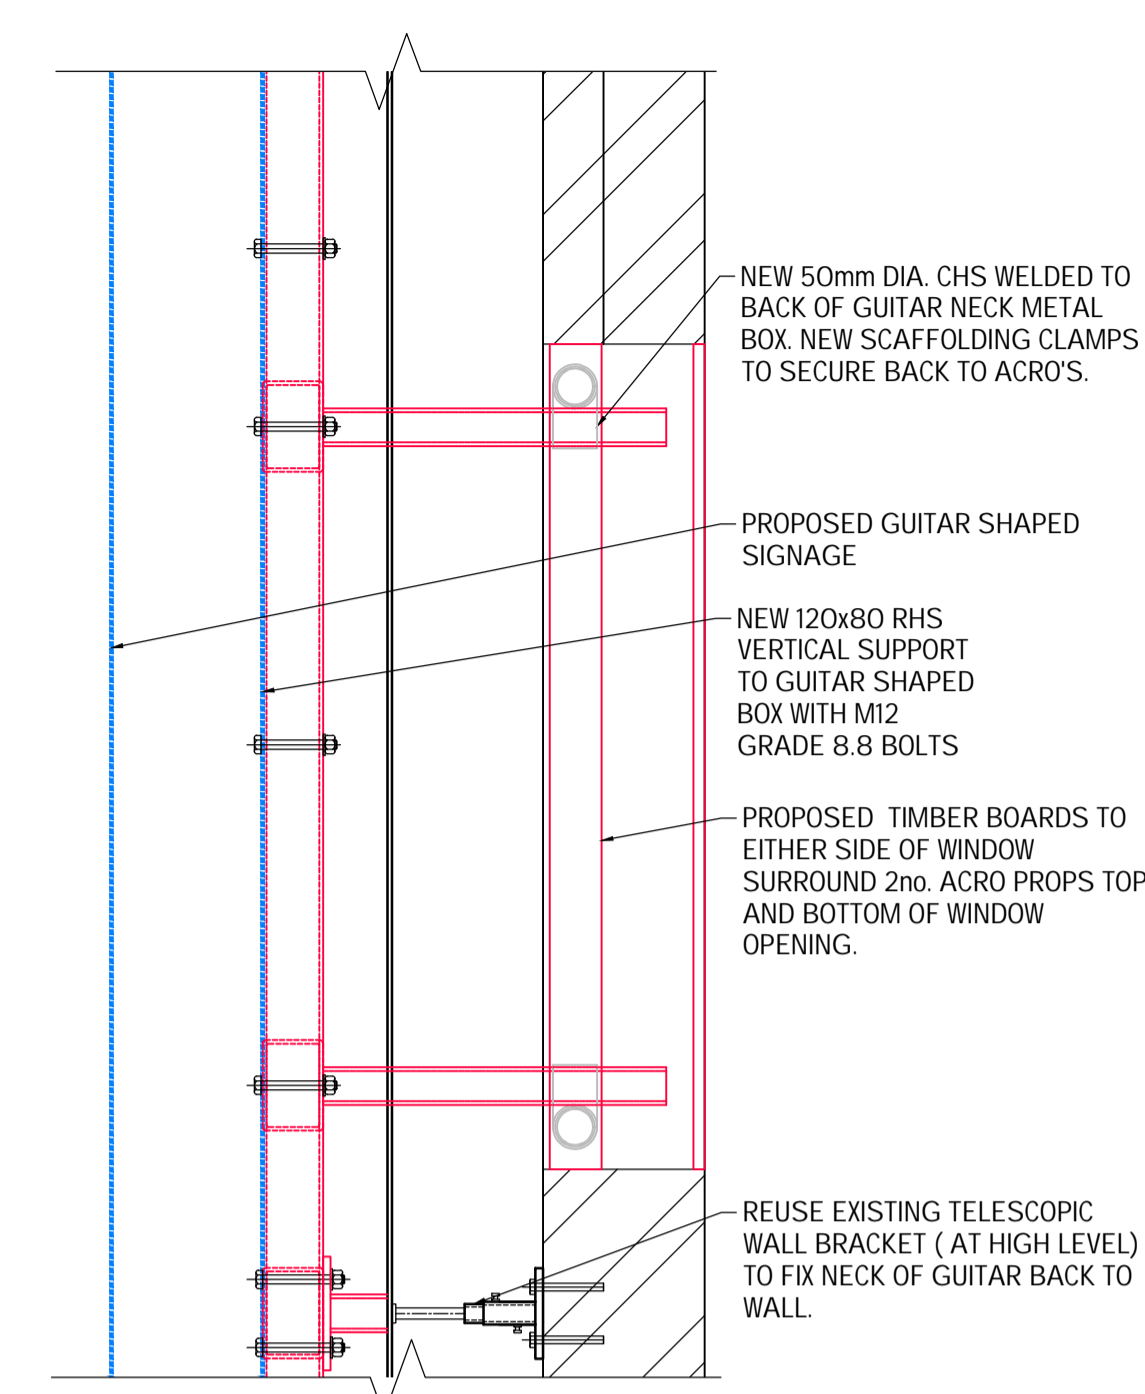 NEW 50mm DIA. CHS WELDED TO
BACK OF GUITAR NECK METAL
BOX. NEW SCAFFOLDING CLAMPS
TO SECURE BACK TO ACRO'S.
PROPOSED GUITAR SHAPED
SIGNAGE
NEW 120x80 RHS
VERTICAL SUPPORT
TO GUITAR SHAPED
BOX WITH M12
GRADE 8.8 BOLTS
PROPOSED TIMBER BOARDS TO
EITHER SIDE OF WINDOW
SURROUND 2no. ACRO PROPS TOP
AND BOTTOM OF WINDOW
OPENING.
REUSE EXISTING TELESCOPIC
WALL BRACKET ( AT HIGH LEVEL)
TO FIX NECK OF GUITAR BACK TO
WALL.